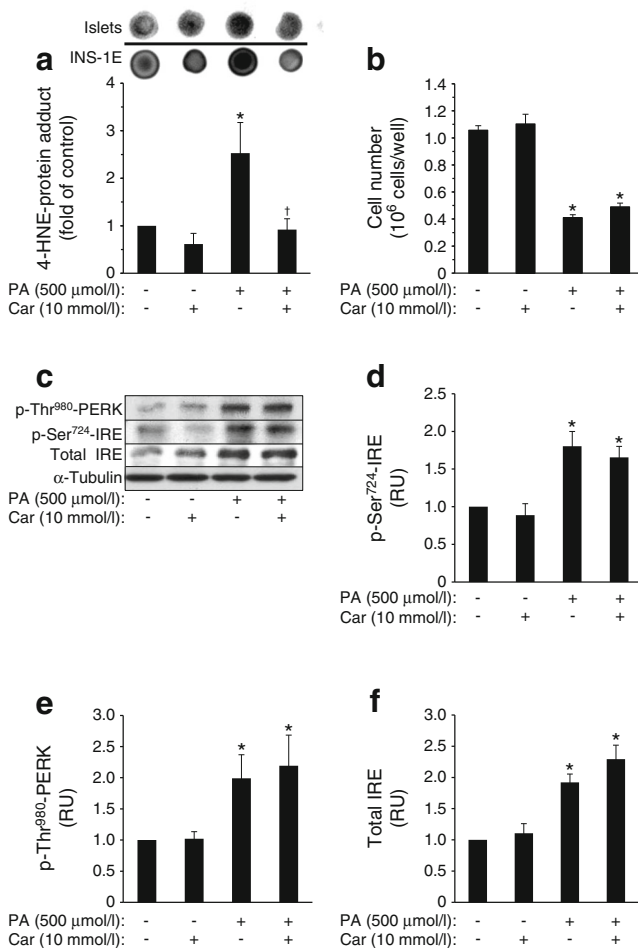 Islets
INS-1E
a
4-HNE-protein adduct
(fold of control)
4
3
2
1
0
*
†
PA (500 μmol/l): - - + +
Car (10 mmol/l): - + - +
b
Cell number
(10⁶ cells/well)
1.4
1.2
1.0
0.8
0.6
0.4
0.2
0
* *
PA (500 μmol/l): - - + +
Car (10 mmol/l): - + - +
c
p-Thr⁹⁸⁰-PERK
p-Ser⁷²⁴-IRE
Total IRE
α-Tubulin
PA (500 μmol/l): - - + +
Car (10 mmol/l): - + - +
d
p-Ser⁷²⁴-IRE
(RU)
2.5
2.0
1.5
1.0
0.5
0
* *
PA (500 μmol/l): - - + +
Car (10 mmol/l): - + - +
e
p-Thr⁹⁸⁰-PERK
(RU)
3.0
2.5
2.0
1.5
1.0
0.5
0
* *
PA (500 μmol/l): - - + +
Car (10 mmol/l): - + - +
f
Total IRE
(RU)
3.0
2.5
2.0
1.5
1.0
0.5
0
* *
PA (500 μmol/l): - - + +
Car (10 mmol/l): - + - +